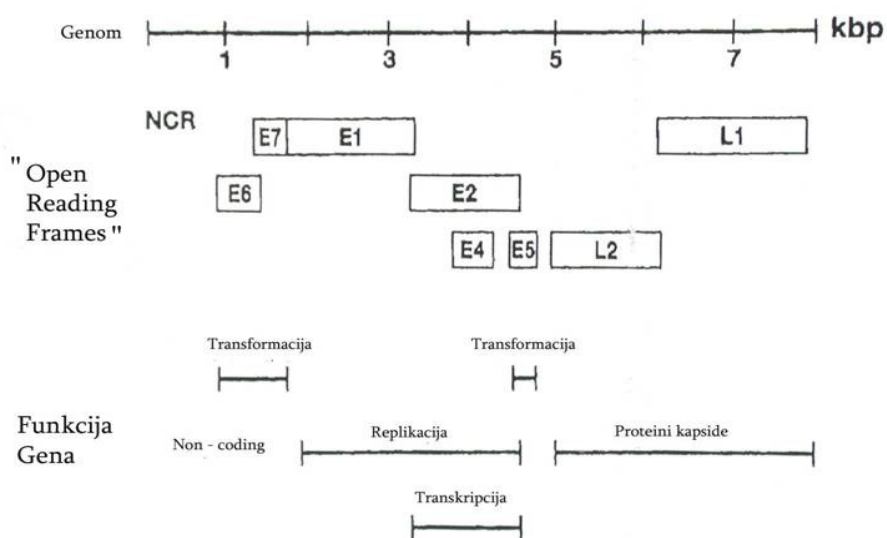 Genom
kbp
1 3 5 7
NCR
E7 E1 L1
" Open
Reading
Frames "
E6 E2
E4 E5 L2
Transformacija Transformacija
Funkcija
Gena
Non - coding Replikacija Proteini kapside
Transkripcija